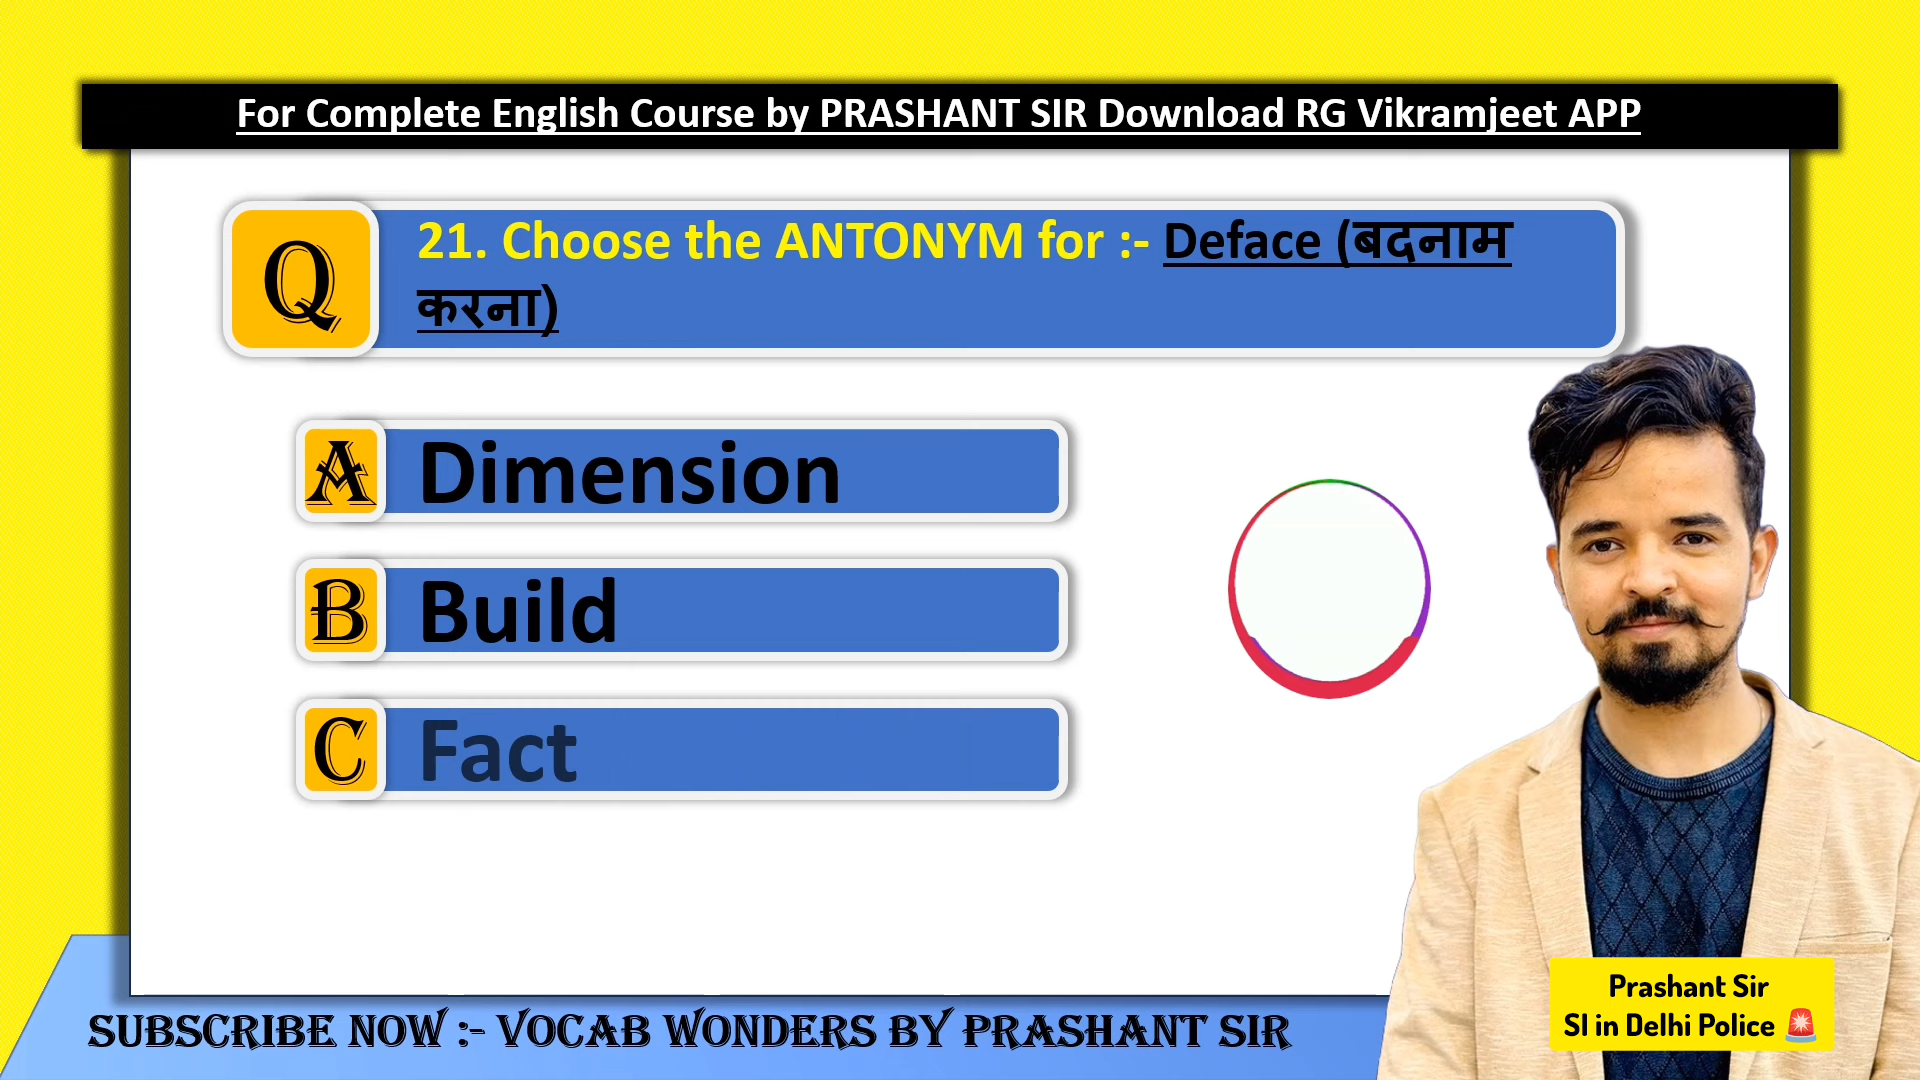 For Complete English Course by PRASHANT SIR Download RG Vikramjeet APP
Q
21. Choose the ANTONYM for :- Deface (बदनाम
करना)
A Dimension
B Build
C Fact
Prashant Sir
SI in Delhi Police 🚨
SUBSCRIBE NOW :- VOCAB WONDERS BY PRASHANT SIR